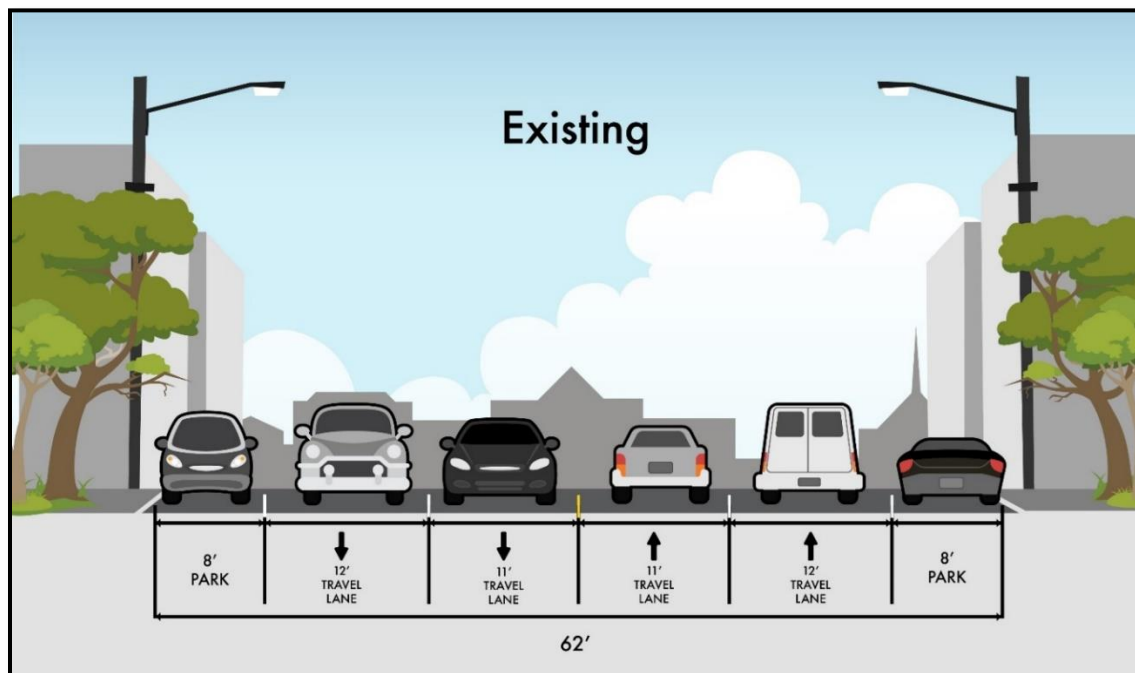 Existing
8'
PARK
12'
TRAVEL
LANE
11'
TRAVEL
LANE
11'
TRAVEL
LANE
12'
TRAVEL
LANE
8'
PARK
62'